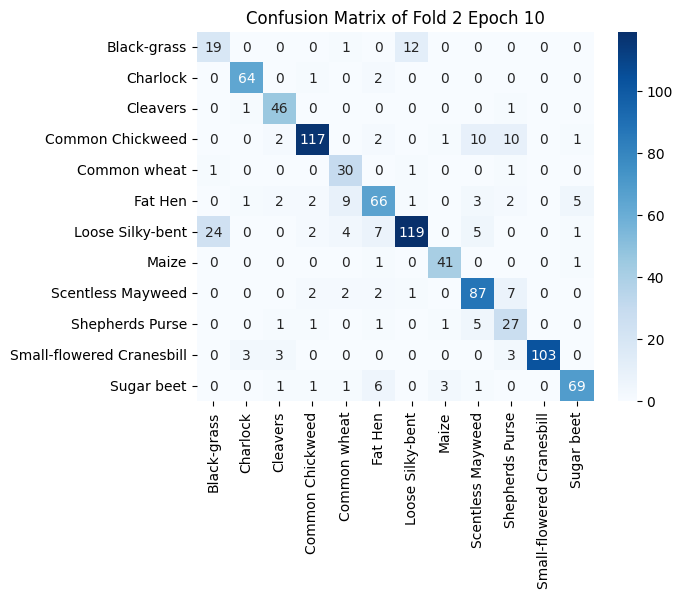 Confusion Matrix of Fold 2 Epoch 10
Black-grass 19 0 0 0 1 0 12 0 0 0 0 0
Charlock 0 64 0 1 0 2 0 0 0 0 0 0
Cleavers 0 1 46 0 0 0 0 0 0 1 0 0
Common Chickweed 0 0 2 117 0 2 0 1 10 10 0 1
Common wheat 1 0 0 0 30 0 1 0 0 1 0 0
Fat Hen 0 1 2 2 9 66 1 0 3 2 0 5
Loose Silky-bent 24 0 0 2 4 7 119 0 5 0 0 1
Maize 0 0 0 0 0 1 0 41 0 0 0 1
Scentless Mayweed 0 0 0 2 2 2 1 0 87 7 0 0
Shepherds Purse 0 0 1 1 0 1 0 1 5 27 0 0
Small-flowered Cranesbill 0 3 3 0 0 0 0 0 0 3 103 0
Sugar beet 0 0 1 1 1 6 0 3 1 0 0 69
Black-grass
Charlock
Cleavers
Common Chickweed
Common wheat
Fat Hen
Loose Silky-bent
Maize
Scentless Mayweed
Shepherds Purse
Small-flowered Cranesbill
Sugar beet
100
80
60
40
20
0